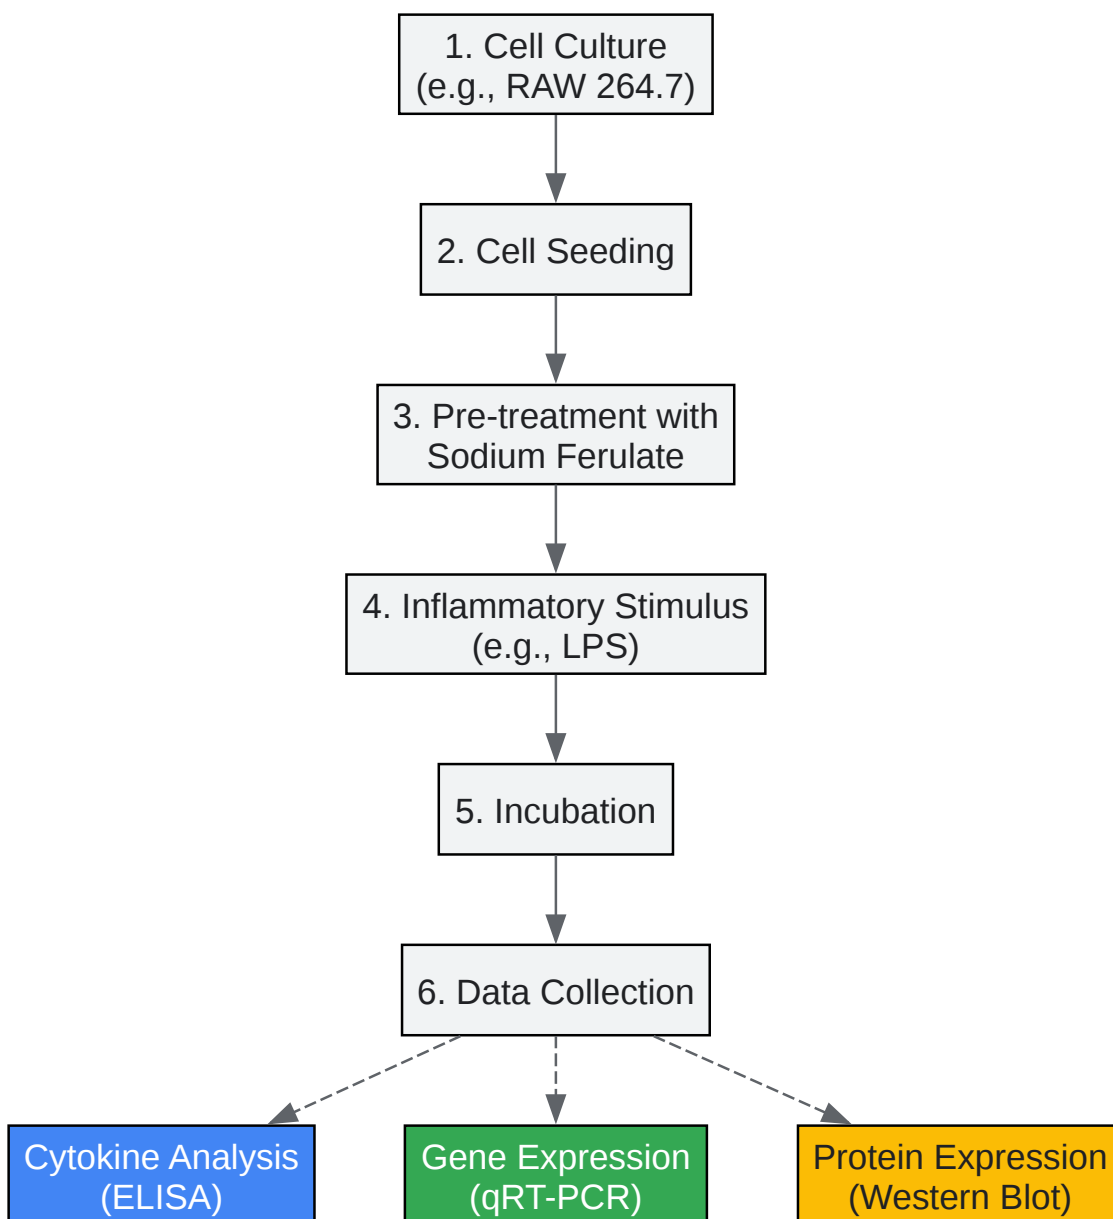 1. Cell Culture
(e.g., RAW 264.7)
2. Cell Seeding
3. Pre-treatment with
Sodium Ferulate
4. Inflammatory Stimulus
(e.g., LPS)
5. Incubation
6. Data Collection
Cytokine Analysis
(ELISA)
Gene Expression
(qRT-PCR)
Protein Expression
(Western Blot)